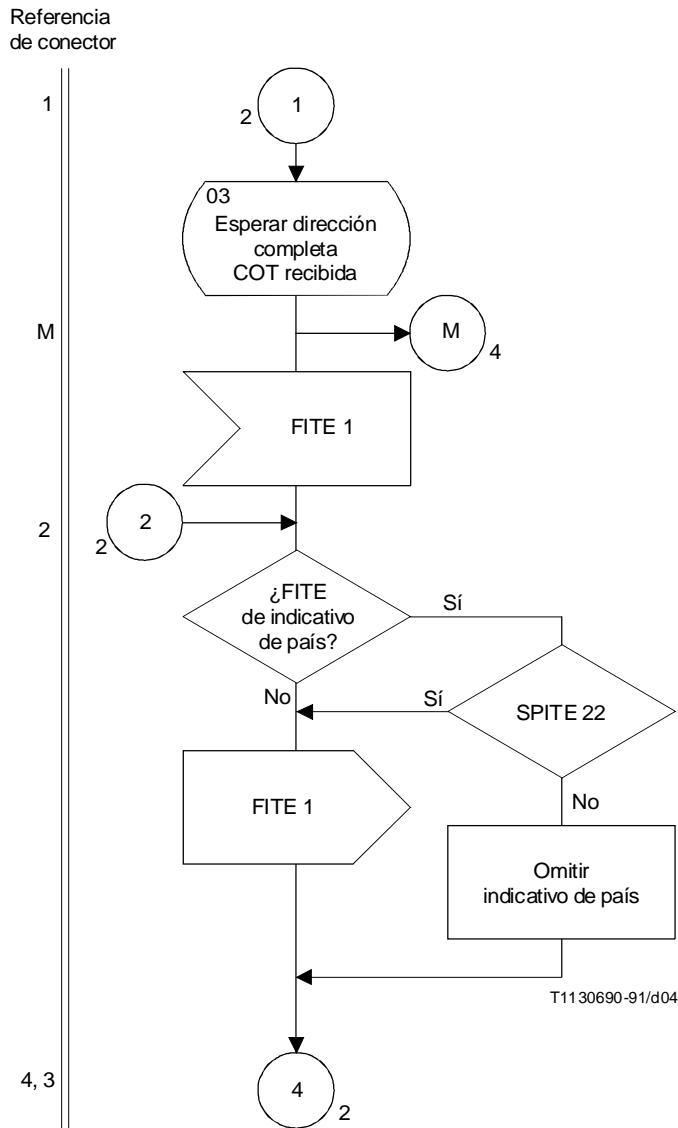 Referencia
de conector
1
1
2
03
Esperar dirección
completa
COT recibida
M
M
4
FITE 1
2
2
2
¿FITE
de indicativo
de país?
Sí
No
Sí
SPITE 22
FITE 1
No
Omitir
indicativo de país
T1130690-91/d04
4, 3
4
2